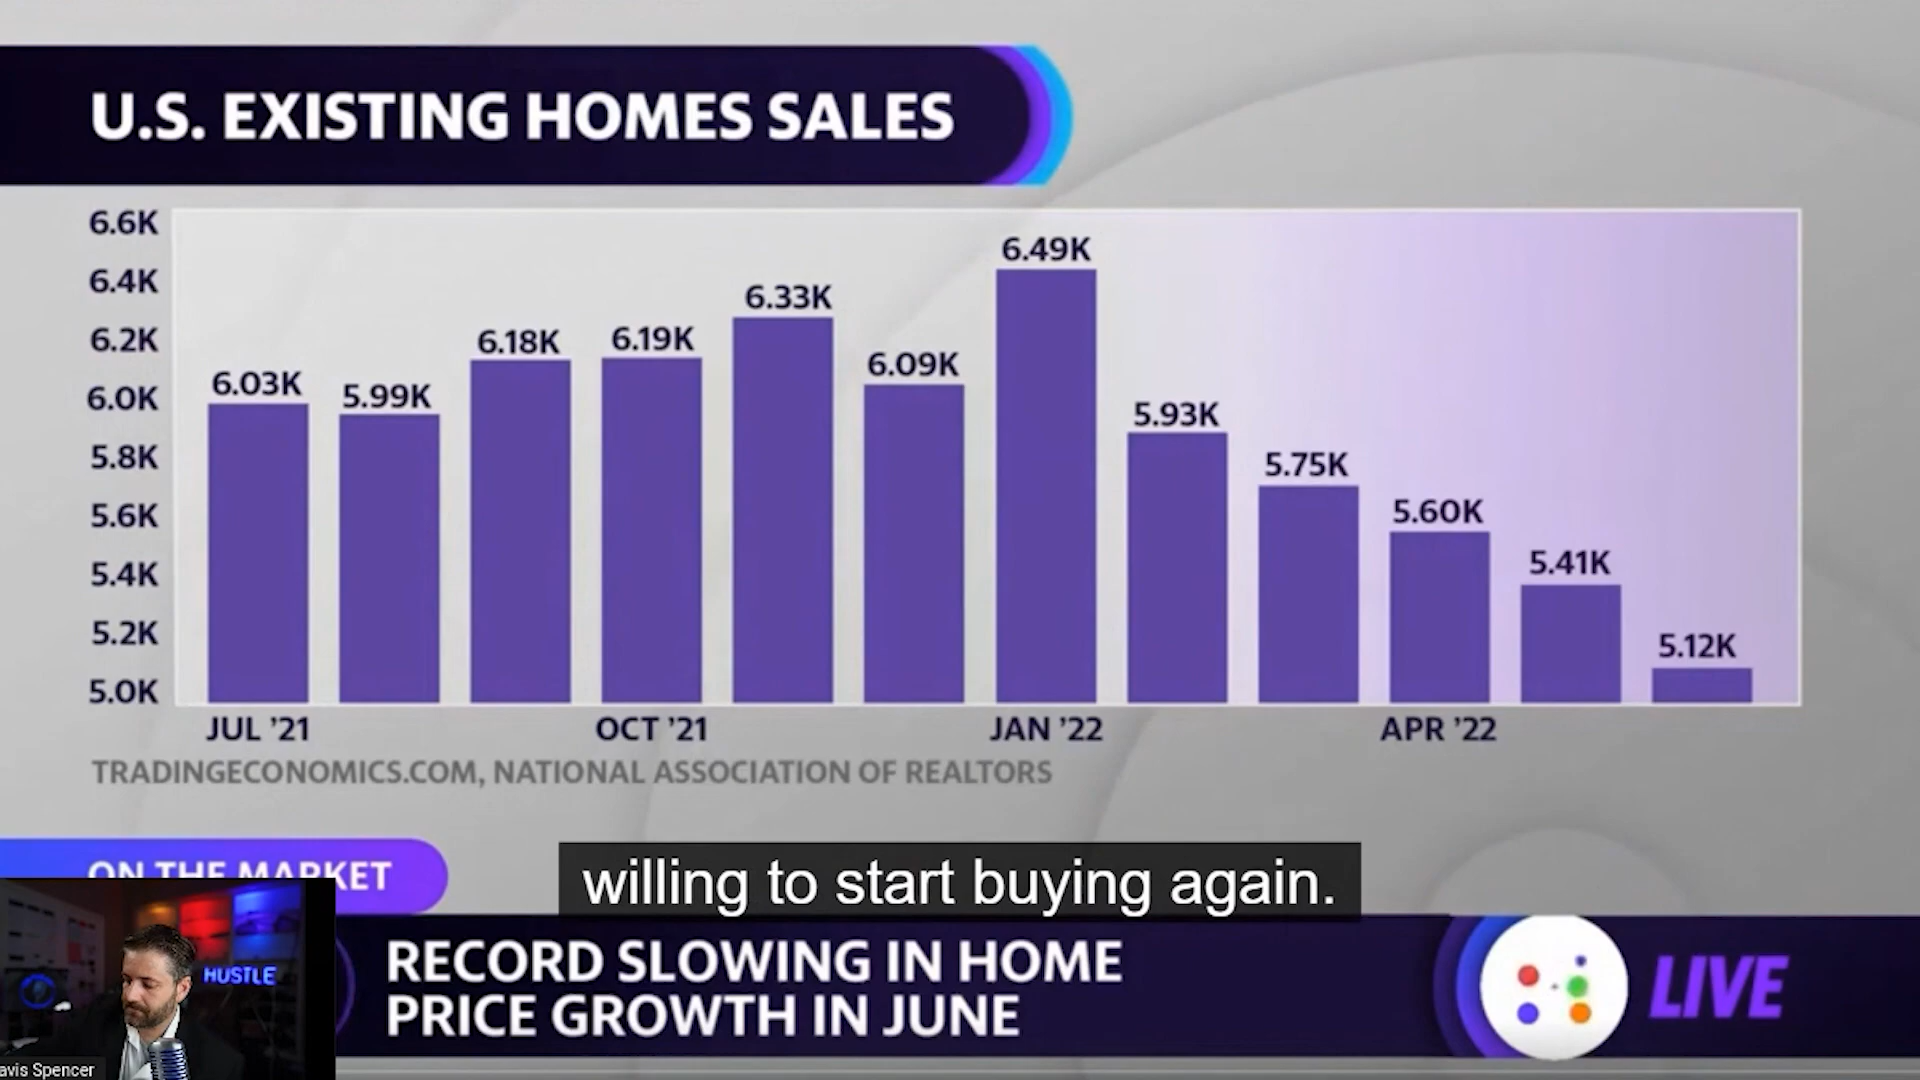 U.S. EXISTING HOMES SALES
6.6K
6.4K
6.2K
6.0K
5.8K
5.6K
5.4K
5.2K
5.0K
6.03K
5.99K
6.18K
6.19K
6.33K
6.09K
6.49K
5.93K
5.75K
5.60K
5.41K
5.12K
JUL '21
OCT '21
JAN '22
APR '22
TRADINGECONOMICS.COM, NATIONAL ASSOCIATION OF REALTORS
ON THE MARKET
willing to start buying again.
RECORD SLOWING IN HOME
PRICE GROWTH IN JUNE
LIVE
HUSTLE
avis Spencer